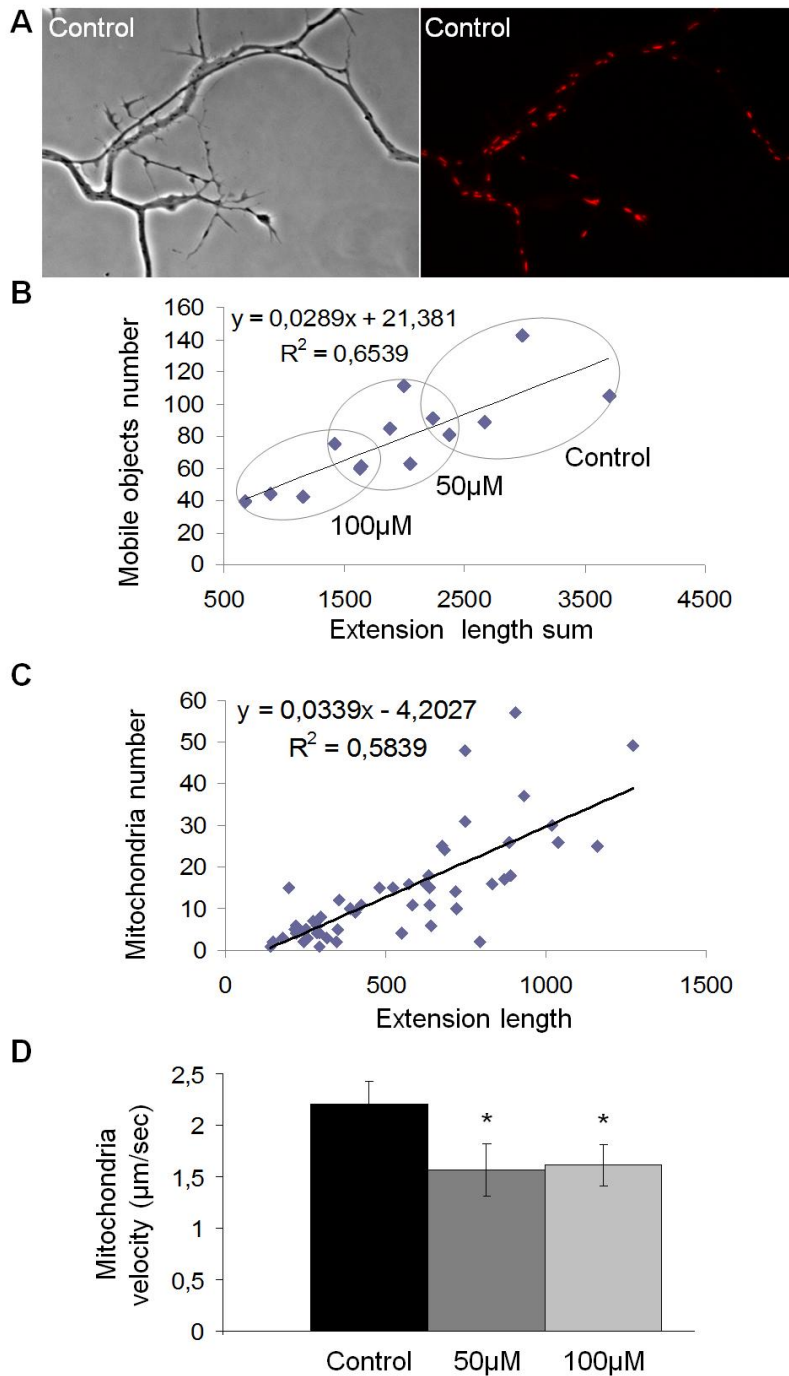 A
Control
Control
B
Mobile objects number
160
140
120
100
80
60
40
20
0
y = 0,0289x + 21,381
R² = 0,6539
Control
50µM
100µM
500
1500
2500
3500
4500
Extension length sum
C
Mitochondria number
60
50
40
30
20
10
0
y = 0,0339x - 4,2027
R² = 0,5839
0
500
1000
1500
Extension length
D
Mitochondria
velocity (µm/sec)
2,5
2
1,5
1
0,5
0
*
*
Control
50µM
100µM